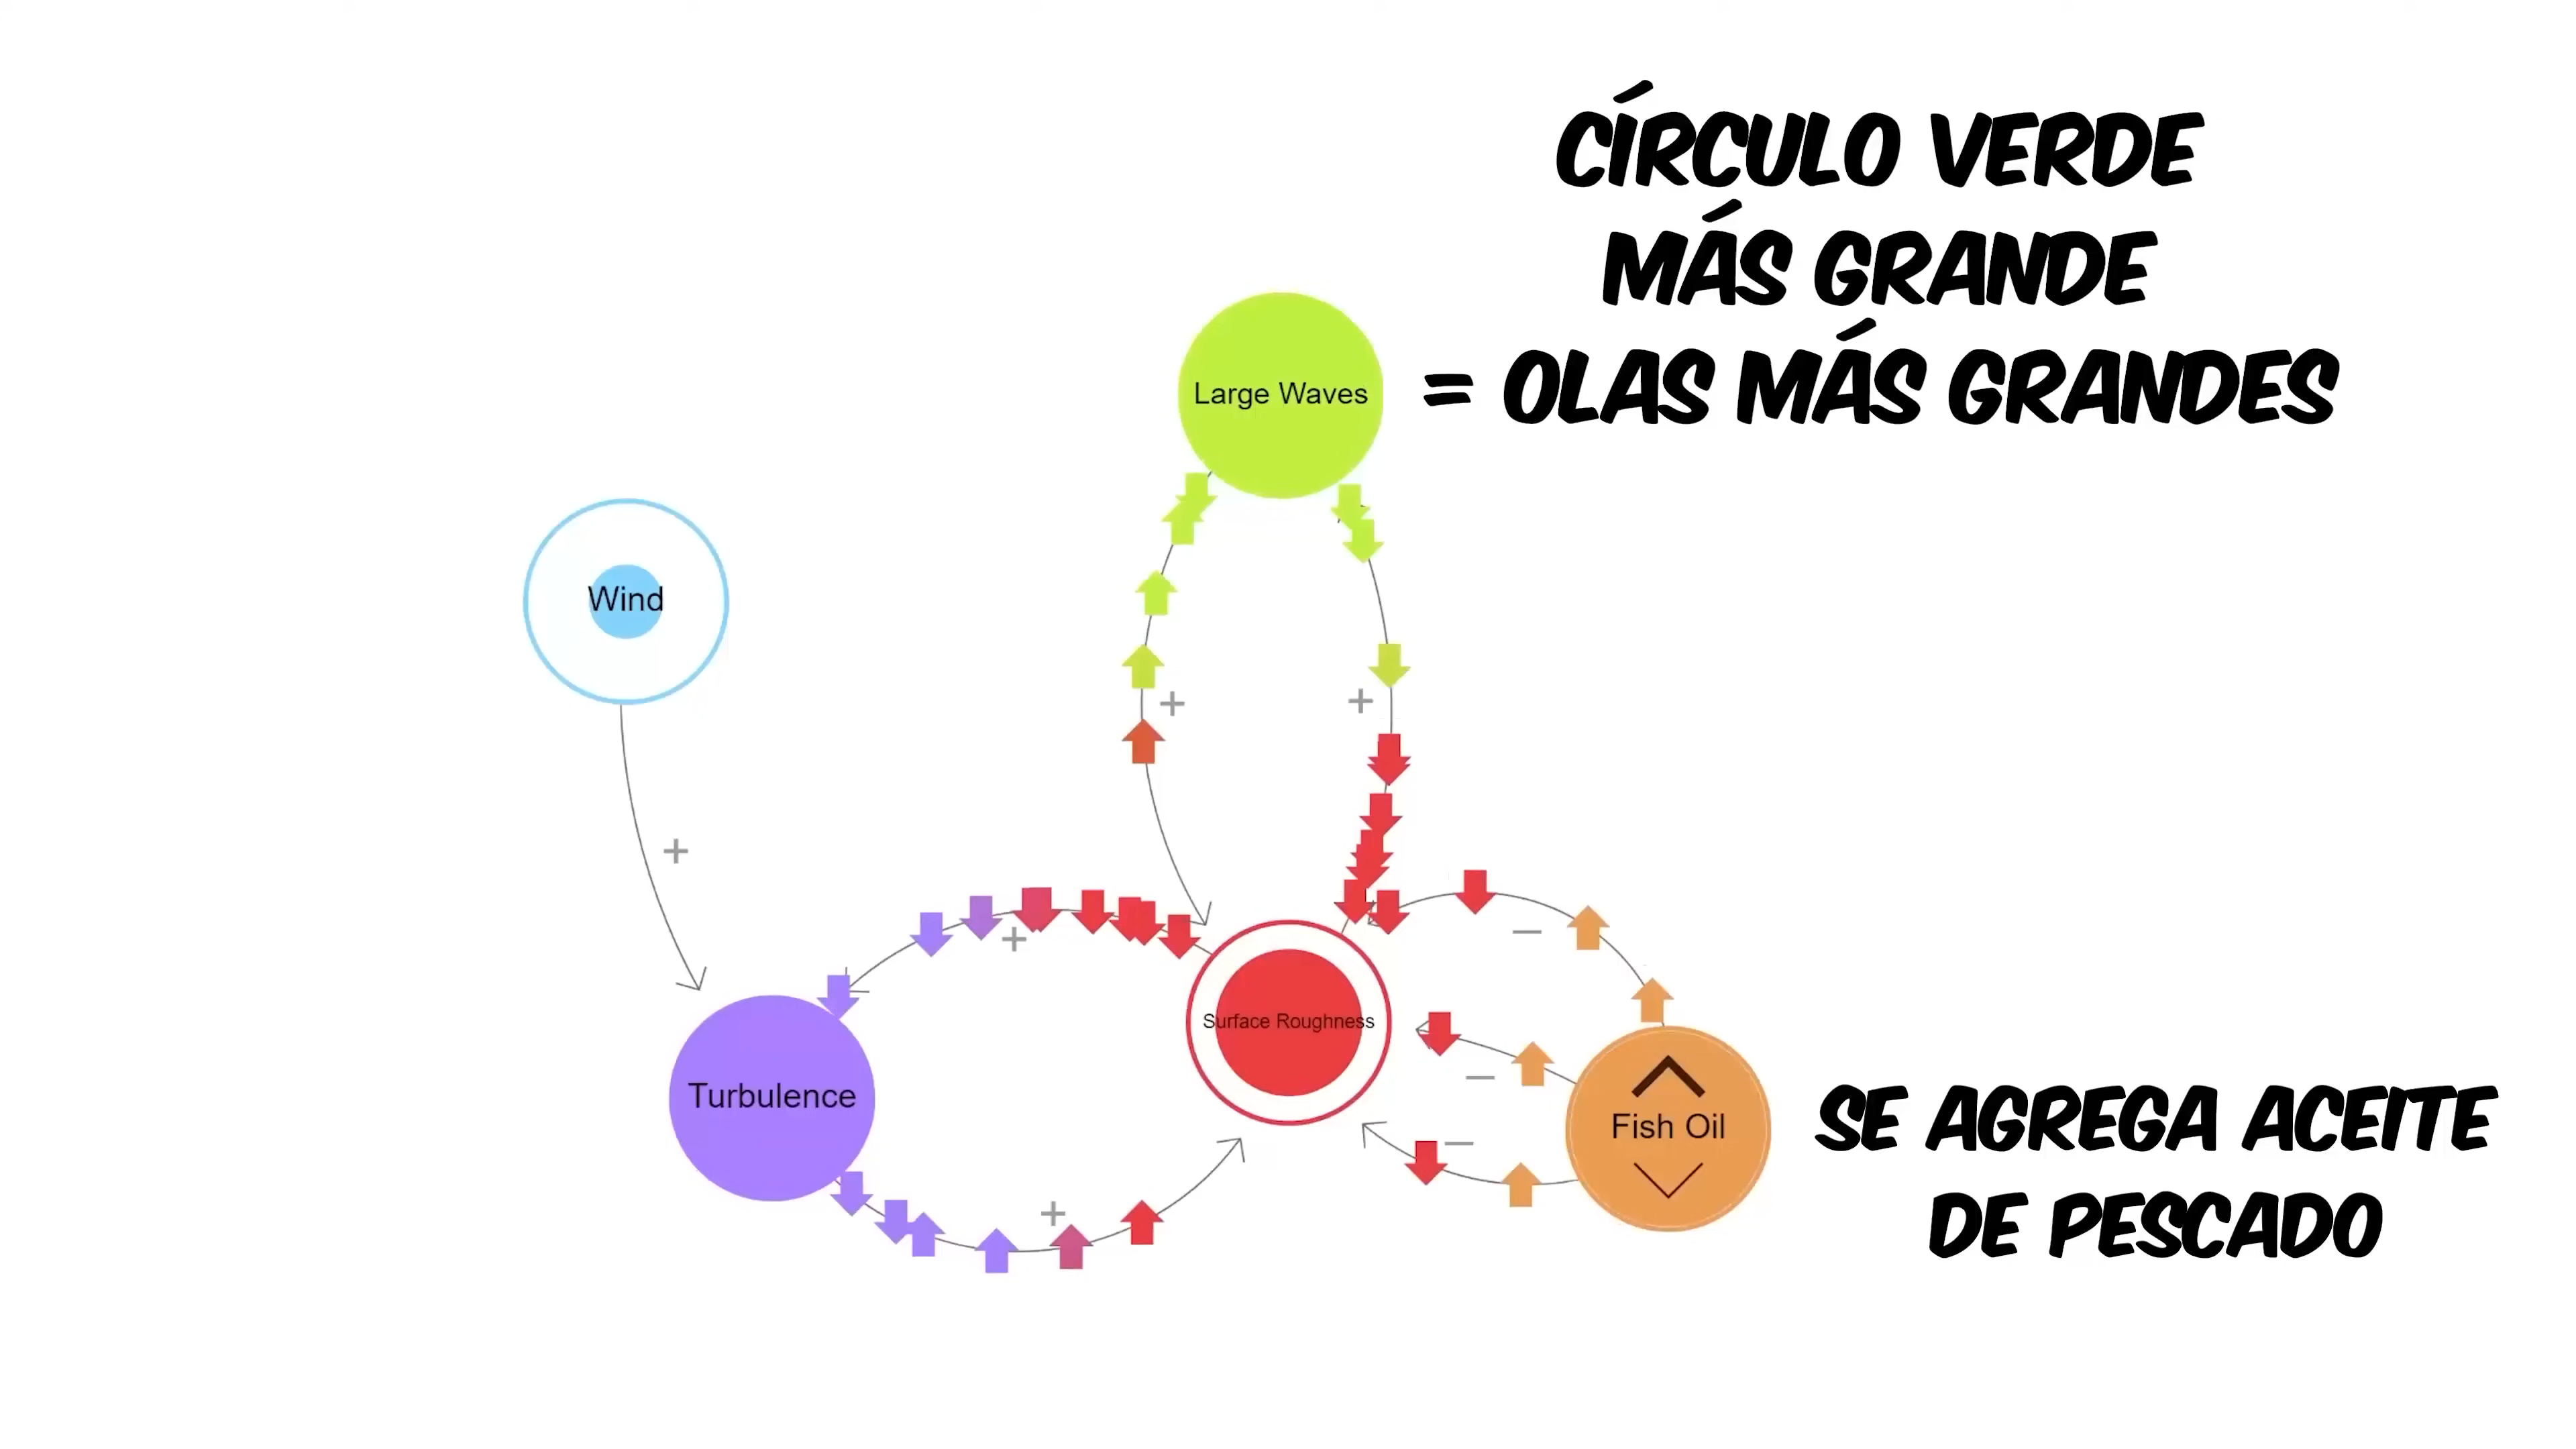 CÍRCULO VERDE
MÁS GRANDE
= OLAS MÁS GRANDES
Large Waves
Wind
+
+
+
+
−
Surface Roughness
−
Turbulence
Fish Oil
−
+
SE AGREGA ACEITE
DE PESCADO